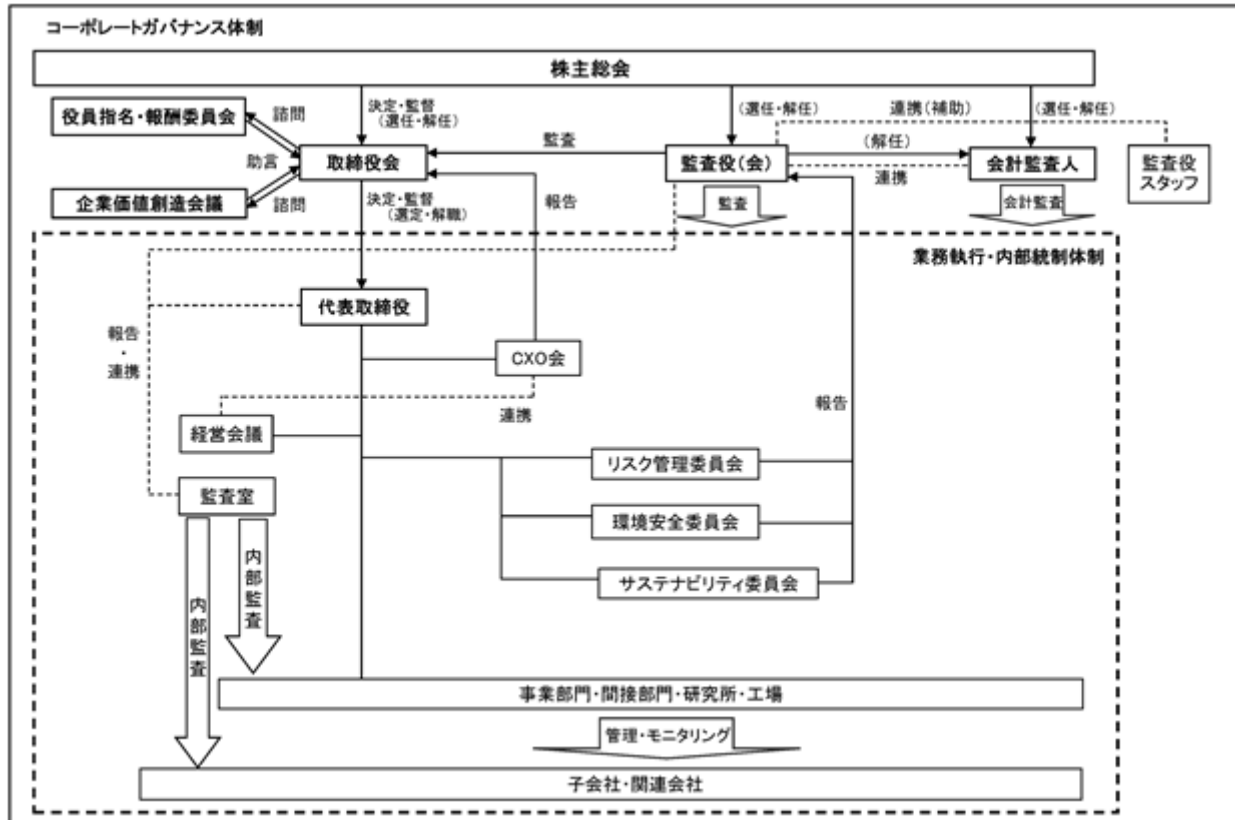 コーポレートガバナンス体制
株主総会
役員指名・報酬委員会
諮問
決定・監督
(選任・解任)
(選任・解任)
連携(補助)
(選任・解任)
助言
取締役会
監査
監査役(会)
(解任)
連携
会計監査人
監査役
スタッフ
企業価値創造会議
諮問
決定・監督
(選定・解職)
報告
監査
会計監査
業務執行・内部統制体制
代表取締役
報告
・
連携
CXO会
連携
報告
経営会議
リスク管理委員会
監査室
環境安全委員会
サステナビリティ委員会
内部監査
内部監査
事業部門・間接部門・研究所・工場
管理・モニタリング
子会社・関連会社